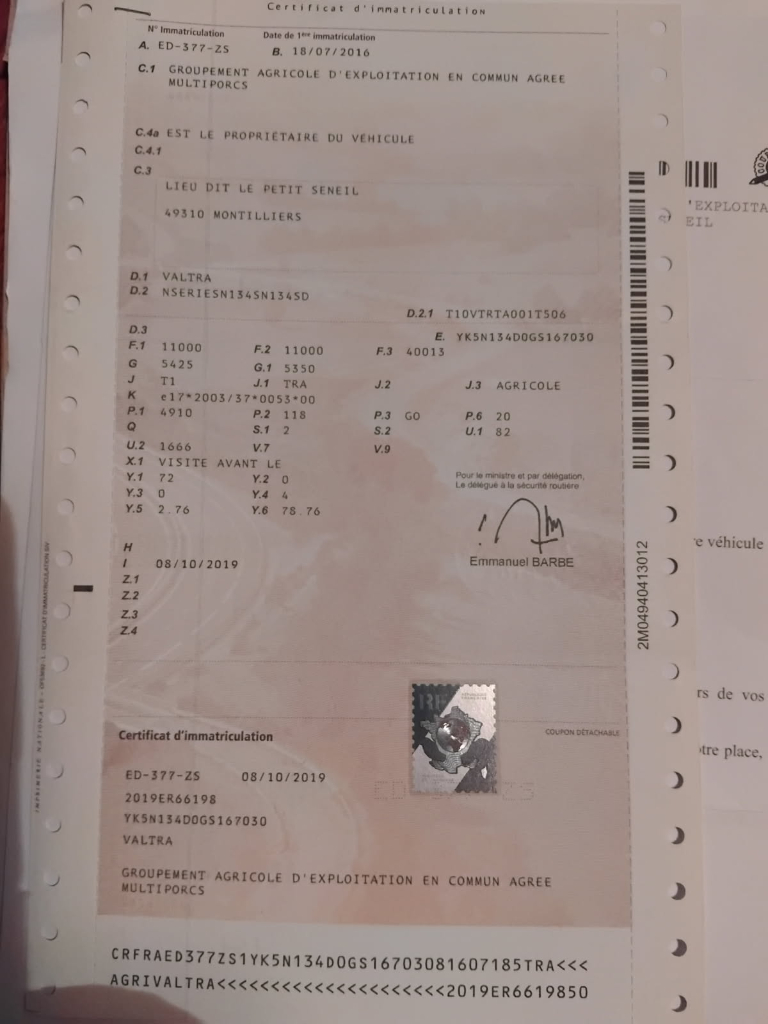 Certificat d'immatriculation
N° Immatriculation Date de 1ère immatriculation
A. ED-377-ZS B. 18/07/2016
C.1 GROUPEMENT AGRICOLE D'EXPLOITATION EN COMMUN AGREE
MULTIPORCS
C.4a EST LE PROPRIÉTAIRE DU VÉHICULE
C.4.1
C.3
LIEU DIT LE PETIT SENEIL
49310 MONTILLIERS
D.1 VALTRA
D.2 NSERIESN134SN134SD
D.2.1 T10VTRTA001T506
D.3 E. YK5N134D0GS167030
F.1 11000 F.2 11000 F.3 40013
G 5425 G.1 5350
J T1 J.1 TRA J.2 J.3 AGRICOLE
K e17*2003/37*0053*00
P.1 4910 P.2 118 P.3 GO P.6 20
Q S.1 2 S.2 U.1 82
U.2 1666 V.7 V.9
X.1 VISITE AVANT LE
Y.1 72 Y.2 0
Y.3 0 Y.4 4
Y.5 2.76 Y.6 78.76
Pour le ministre et par délégation,
Le délégué à la sécurité routière
Emmanuel BARBE
H
I 08/10/2019
Z.1
Z.2
Z.3
Z.4
2M04940413012
Certificat d'immatriculation
COUPON DÉTACHABLE
ED-377-ZS 08/10/2019
2019ER66198
YK5N134D0GS167030
VALTRA
GROUPEMENT AGRICOLE D'EXPLOITATION EN COMMUN AGREE
MULTIPORCS
CRFRAED377ZS1YK5N134D0GS16703081607185TRA<<<
AGRIVALTRA<<<<<<<<<<<<<<<<<<<<<<2019ER6619850
'EXPLOITA
EIL
e véhicule
rs de vos
otre place,